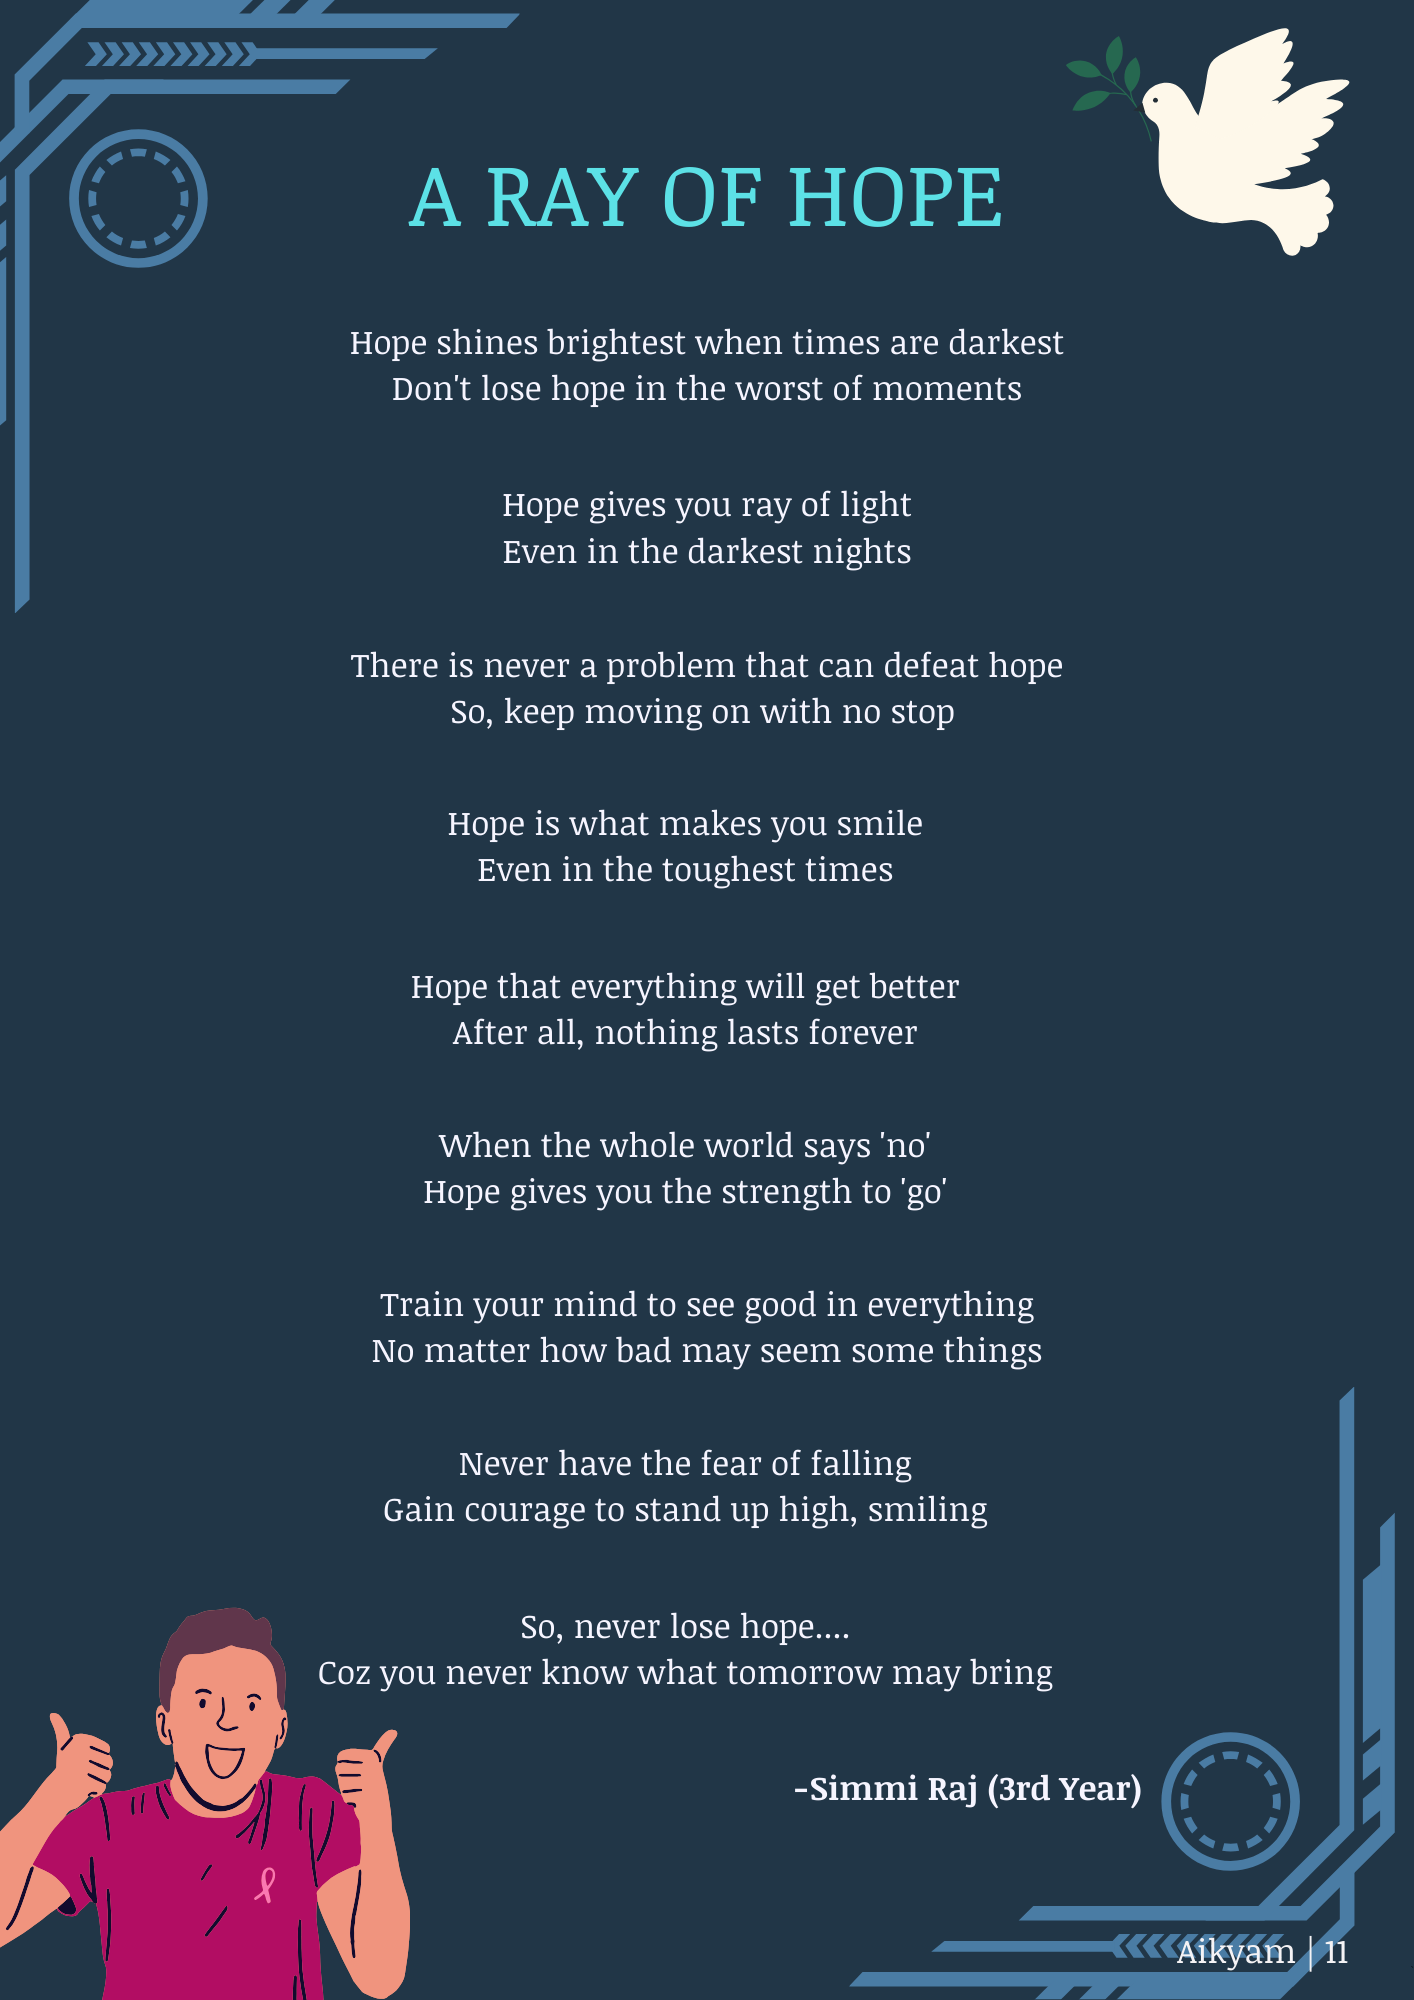 A RAY OF HOPE
Hope shines brightest when times are darkest
Don't lose hope in the worst of moments
Hope gives you ray of light
Even in the darkest nights
There is never a problem that can defeat hope
So, keep moving on with no stop
Hope is what makes you smile
Even in the toughest times
Hope that everything will get better
After all, nothing lasts forever
When the whole world says 'no'
Hope gives you the strength to 'go'
Train your mind to see good in everything
No matter how bad may seem some things
Never have the fear of falling
Gain courage to stand up high, smiling
So, never lose hope....
Coz you never know what tomorrow may bring
-Simmi Raj (3rd Year)
Aikyam | 11